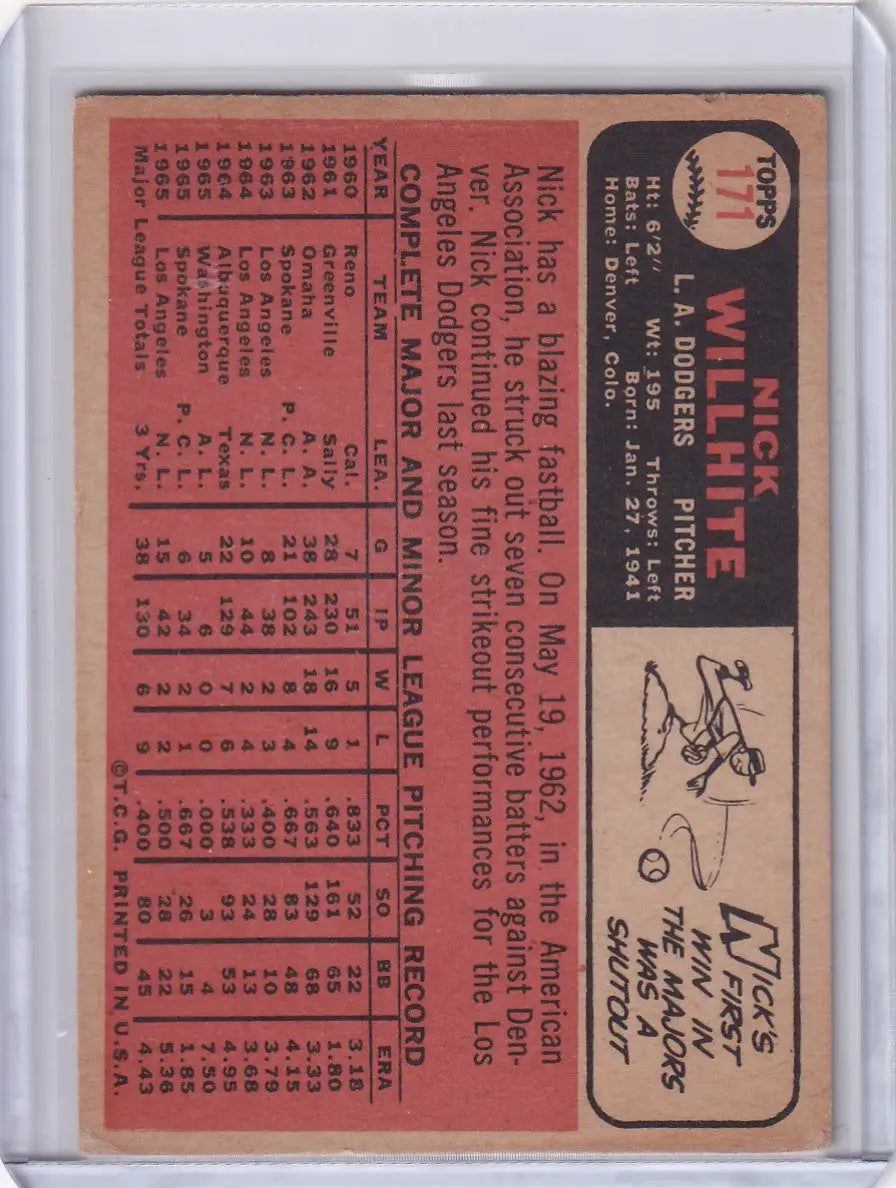 TOPPS
171
NICK
WILLHITE
L. A. DODGERS PITCHER
Ht: 6'2" Wt: 195 Throws: Left
Bats: Left Born: Jan. 27, 1941
Home: Denver, Colo.
NICK'S
FIRST
WIN IN
THE MAJORS
WAS A
SHUTOUT
Nick has a blazing fastball. On May 19, 1962, in the American
Association, he struck out seven consecutive batters against Den-
ver. Nick continued his fine strikeout performances for the Los
Angeles Dodgers last season.
COMPLETE MAJOR AND MINOR LEAGUE PITCHING RECORD
YEAR TEAM LEA. G IP W L PCT SO BB ERA
1960 Reno Cal. 7 51 5 1 .833 52 22 3.18
1961 Greenville Sally 28 230 16 9 .640 161 65 1.80
1962 Omaha A. A. 38 243 18 14 .563 129 68 3.33
1963 Spokane P. C. L. 21 102 8 4 .667 83 48 4.15
1963 Los Angeles N. L. 8 38 2 3 .400 28 10 3.79
1964 Los Angeles N. L. 10 44 2 4 .333 24 13 3.68
1964 Albuquerque Texas 22 129 7 6 .538 93 53 4.95
1965 Washington A. L. 5 6 0 0 .000 3 4 7.50
1965 Spokane P. C. L. 6 34 2 1 .667 26 15 1.85
1965 Los Angeles N. L. 15 42 2 2 .500 28 22 5.36
Major League Totals 3 Yrs. 38 130 6 9 .400 80 45 4.43
©T.C.G. PRINTED IN U.S.A.